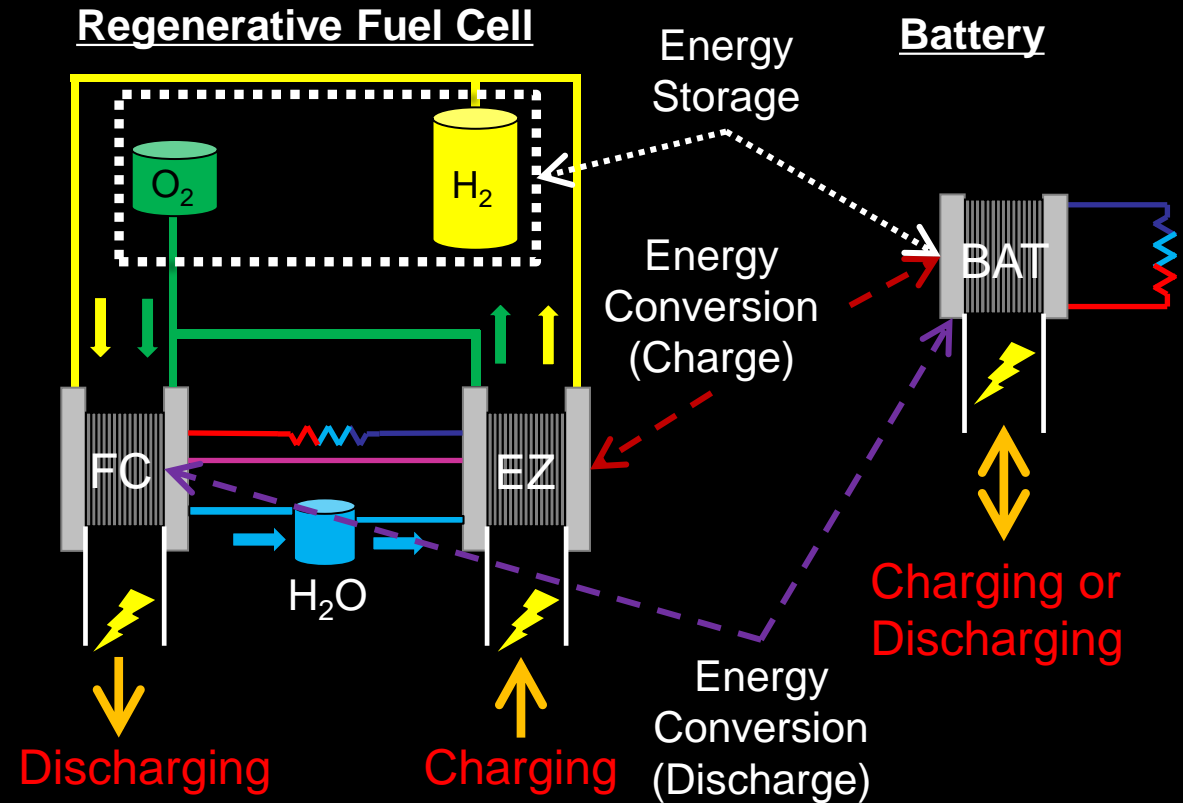 Regenerative Fuel Cell
Energy
Storage
Battery
O₂
H₂
Energy
Conversion
(Charge)
BAT
FC
EZ
H₂O
Charging or
Discharging
Energy
Conversion
(Discharge)
Discharging
Charging